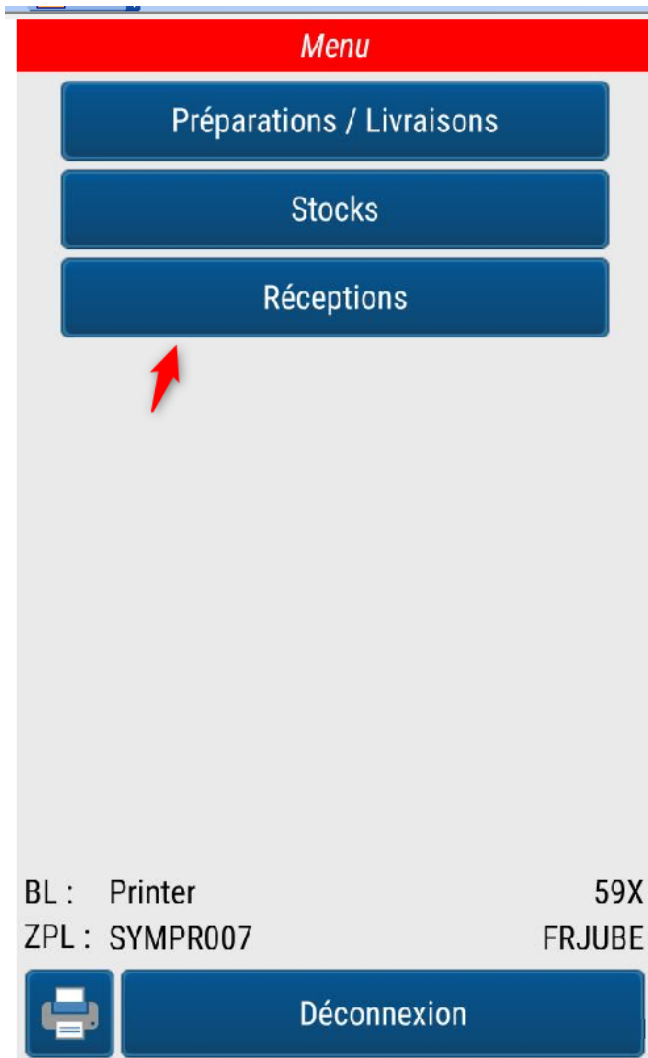 Menu
Préparations / Livraisons
Stocks
Réceptions
BL : Printer 59X
ZPL : SYMPR007 FRJUBE
Déconnexion